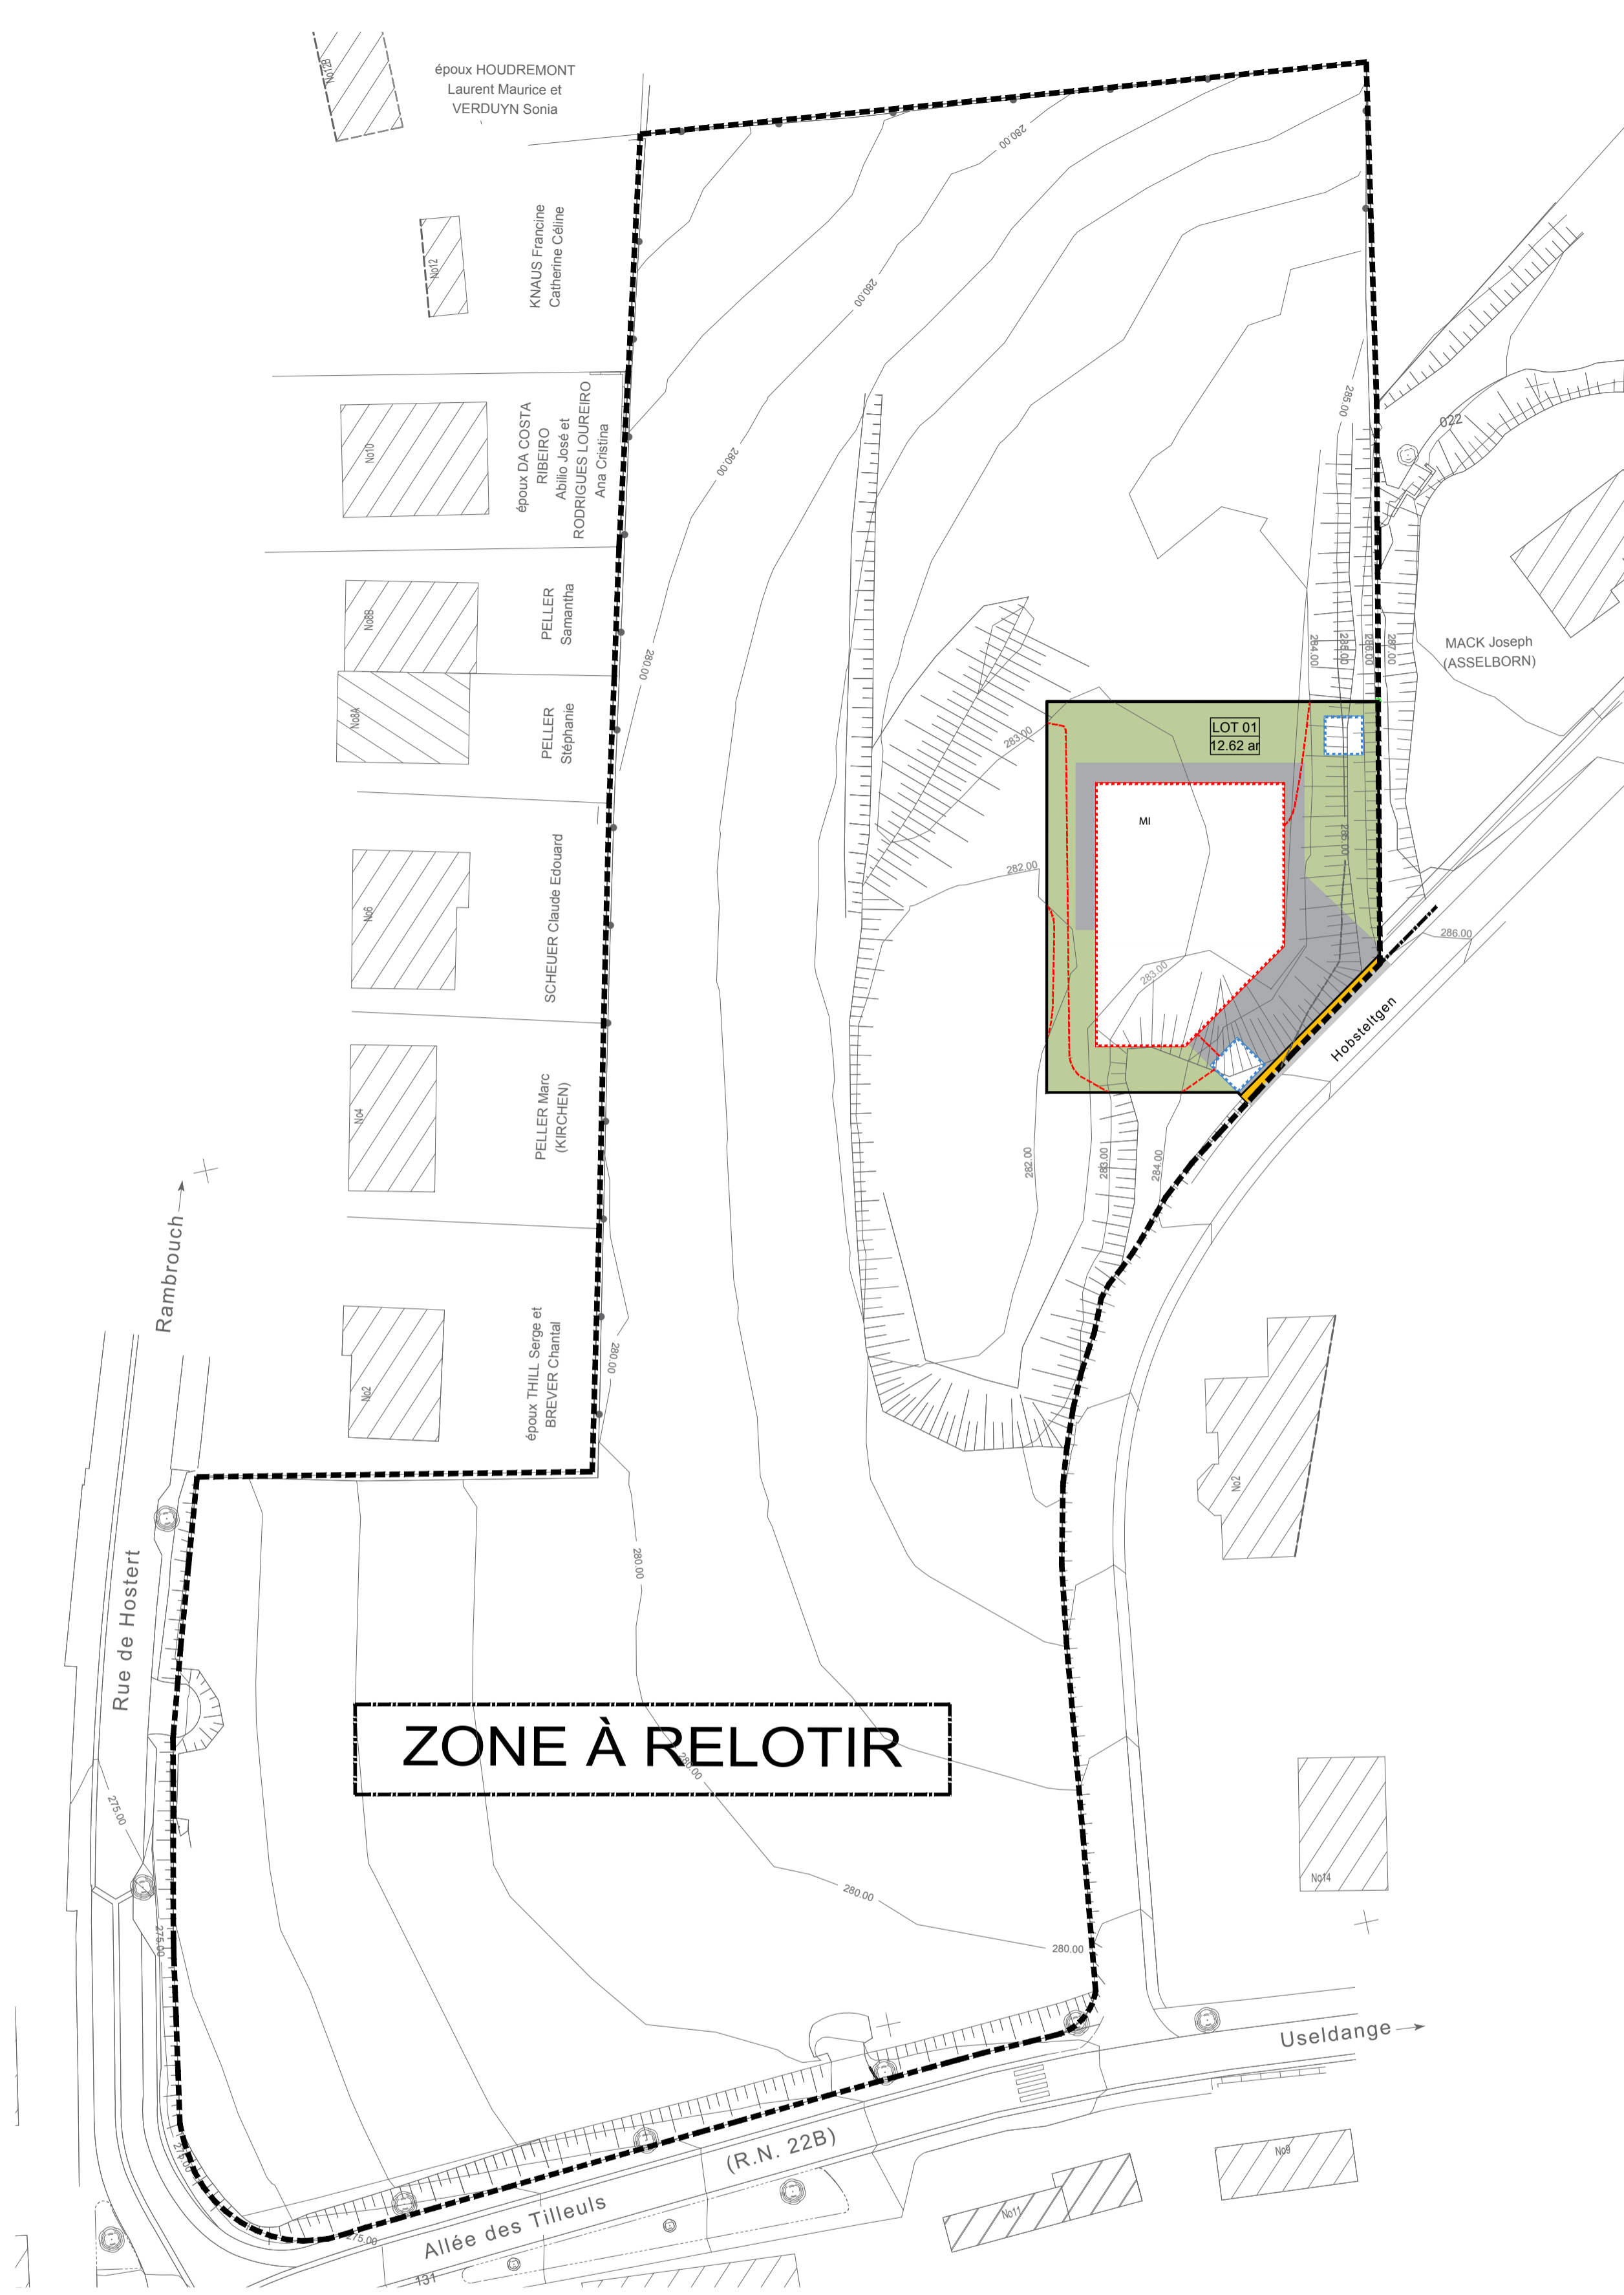 No12B
époux HOUDREMONT
Laurent Maurice et
VERDUYN Sonia
280.00
No12
KNAUS Francine
Catherine Céline
280.00
285.00
022
No10
époux DA COSTA
RIBEIRO
Abilio José et
RODRIGUES LOUREIRO
Ana Cristina
280.00
No8B
PELLER
Samantha
280.00
284.00
285.00
286.00
287.00
MACK Joseph
(ASSELBORN)
No8A
PELLER
Stéphanie
283.00
LOT 01
12.62 ar
MI
285.00
282.00
No6
SCHEUER Claude Edouard
286.00
283.00
Hobsteltgen
No4
PELLER Marc
(KIRCHEN)
282.00
283.00
284.00
Rambrouch
No2
époux THILL Serge et
BREVER Chantal
280.00
No2
Rue de Hostert
280.00
ZONE À RELOTIR
280.00
275.00
No14
280.00
275.00
280.00
Useldange
275.00
(R.N. 22B)
No9
Allée des Tilleuls
No11
275.00
131